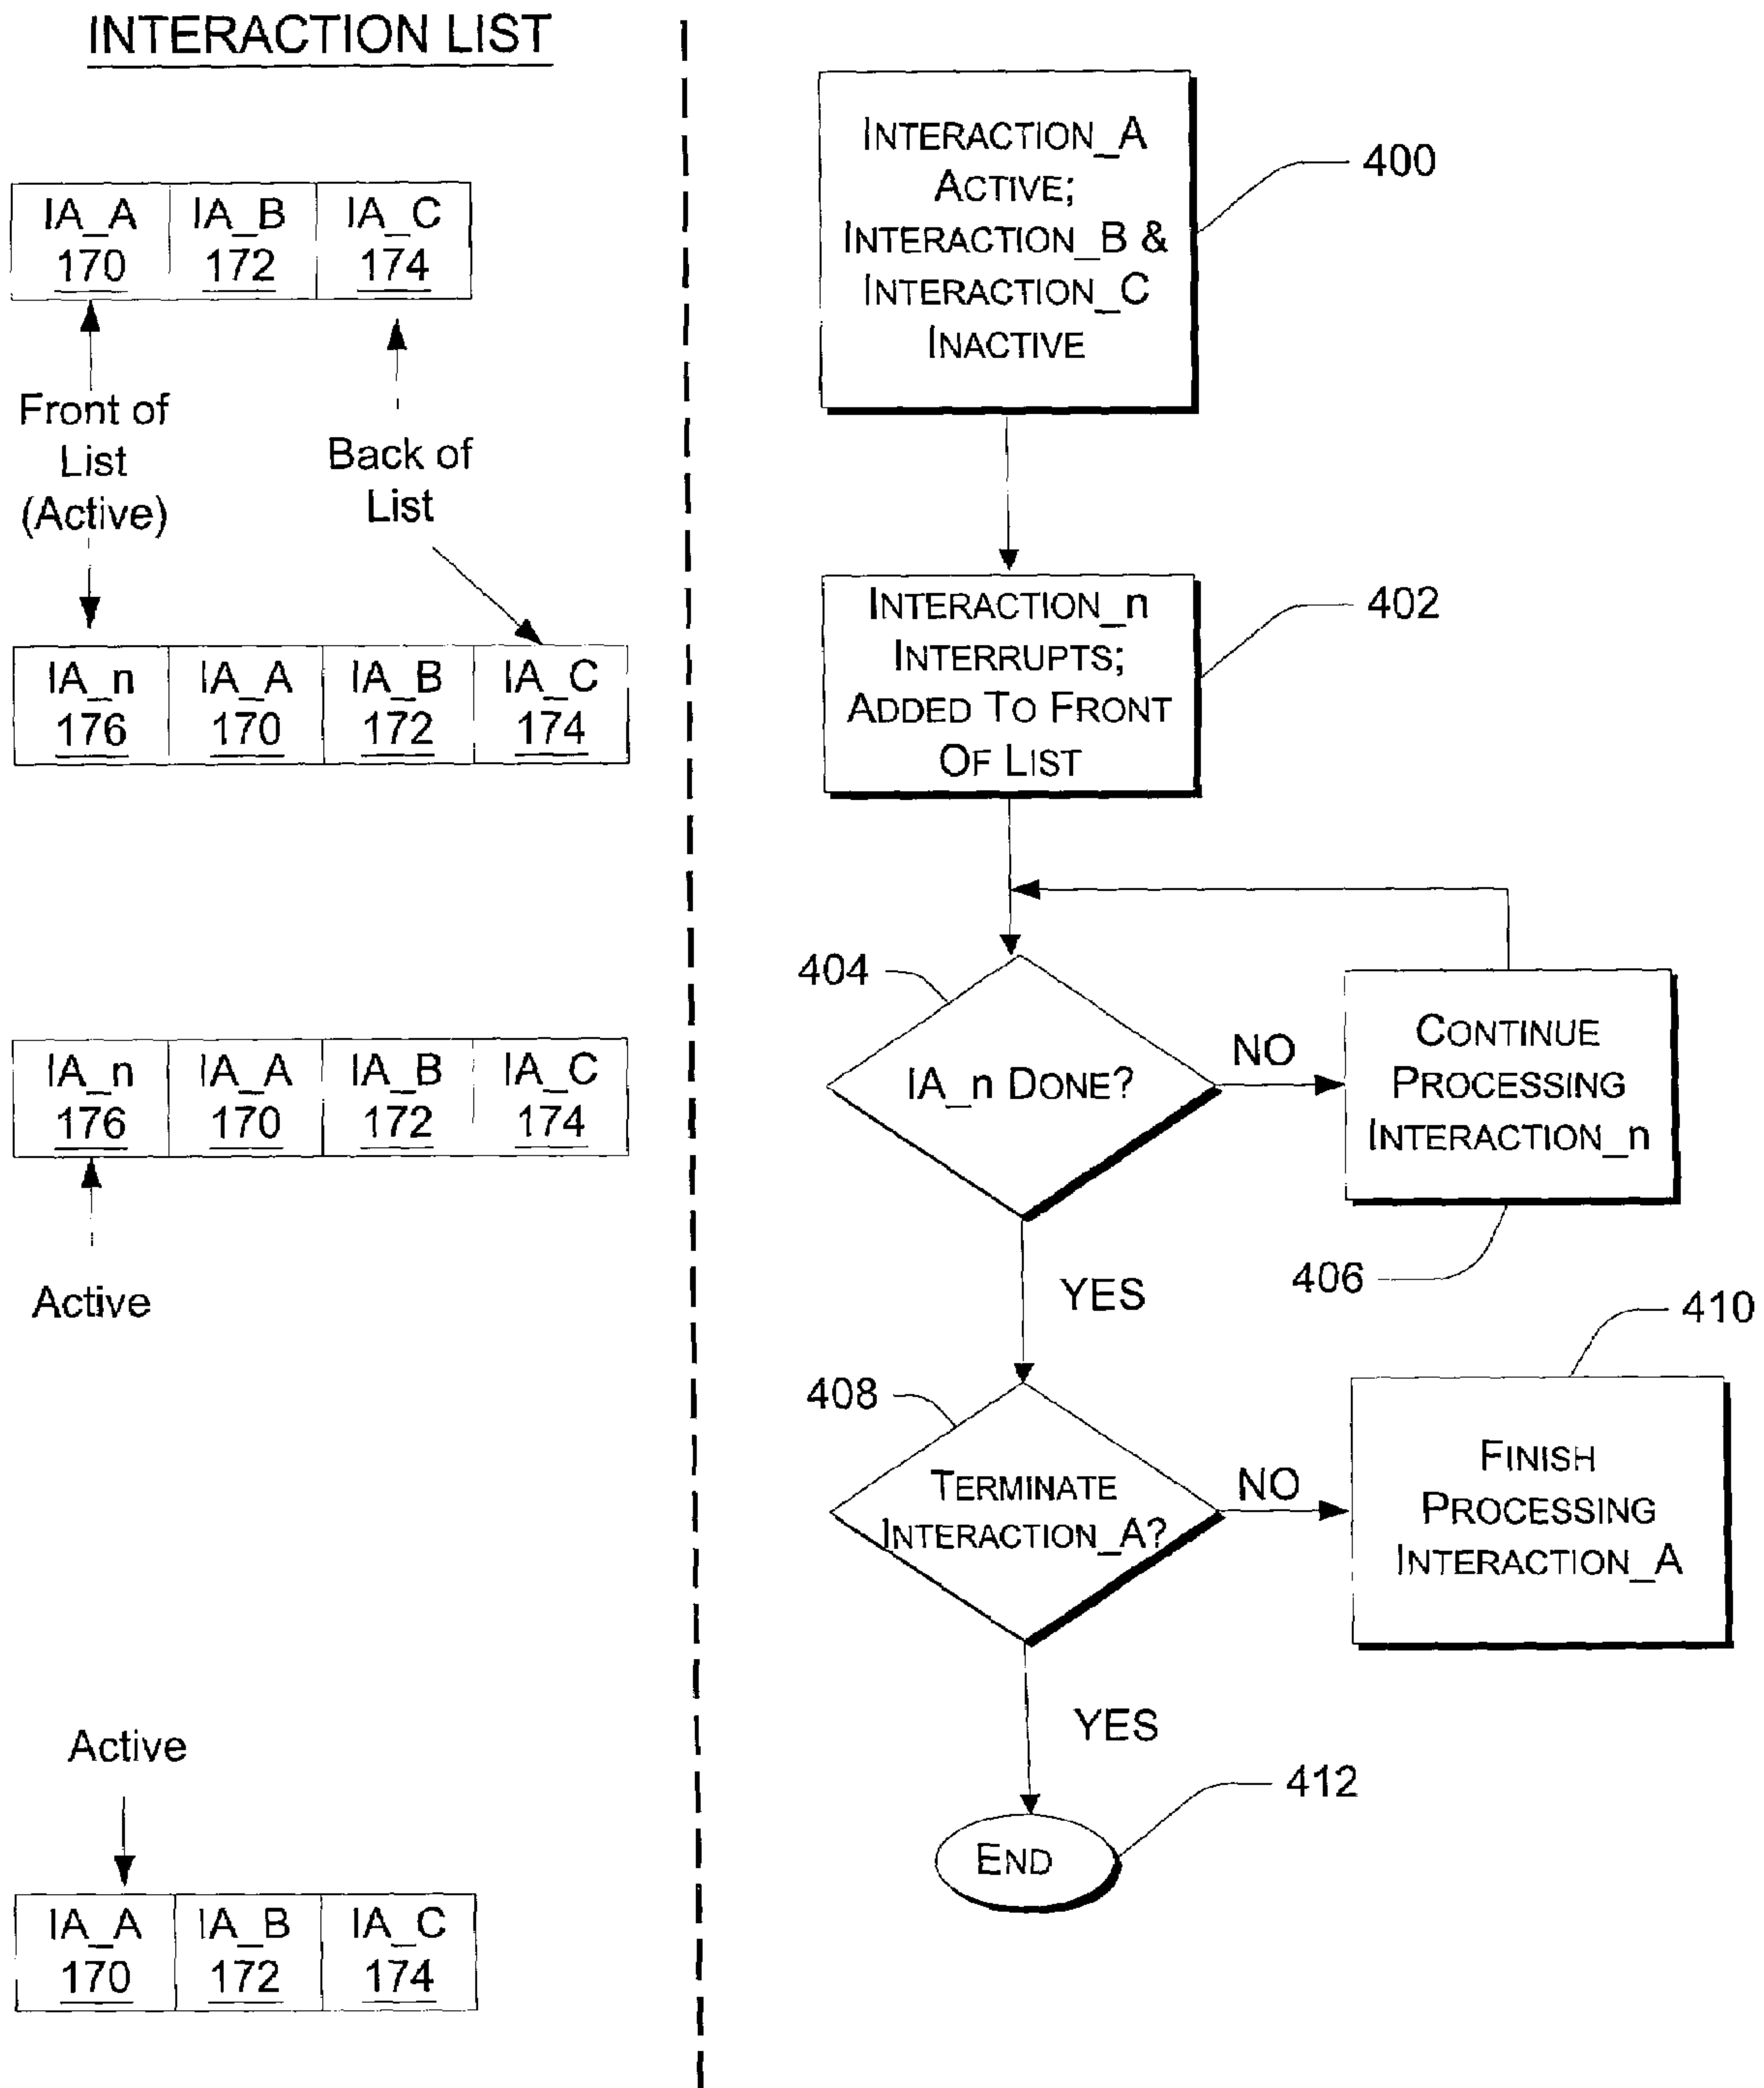 INTERACTION LIST
IA_A IA_B IA_C
170 172 174
Front of
List
(Active)
Back of
List
IA_n IA_A IA_B IA_C
176 170 172 174
IA_n IA_A IA_B IA_C
176 170 172 174
Active
Active
IA_A IA_B IA_C
170 172 174
INTERACTION_A
ACTIVE;
INTERACTION_B &
INTERACTION_C
INACTIVE
400
INTERACTION_n
INTERRUPTS;
ADDED TO FRONT
OF LIST
402
404
IA_n DONE?
NO
CONTINUE
PROCESSING
INTERACTION_n
406
YES
408
TERMINATE
INTERACTION_A?
NO
410
FINISH
PROCESSING
INTERACTION_A
YES
412
END